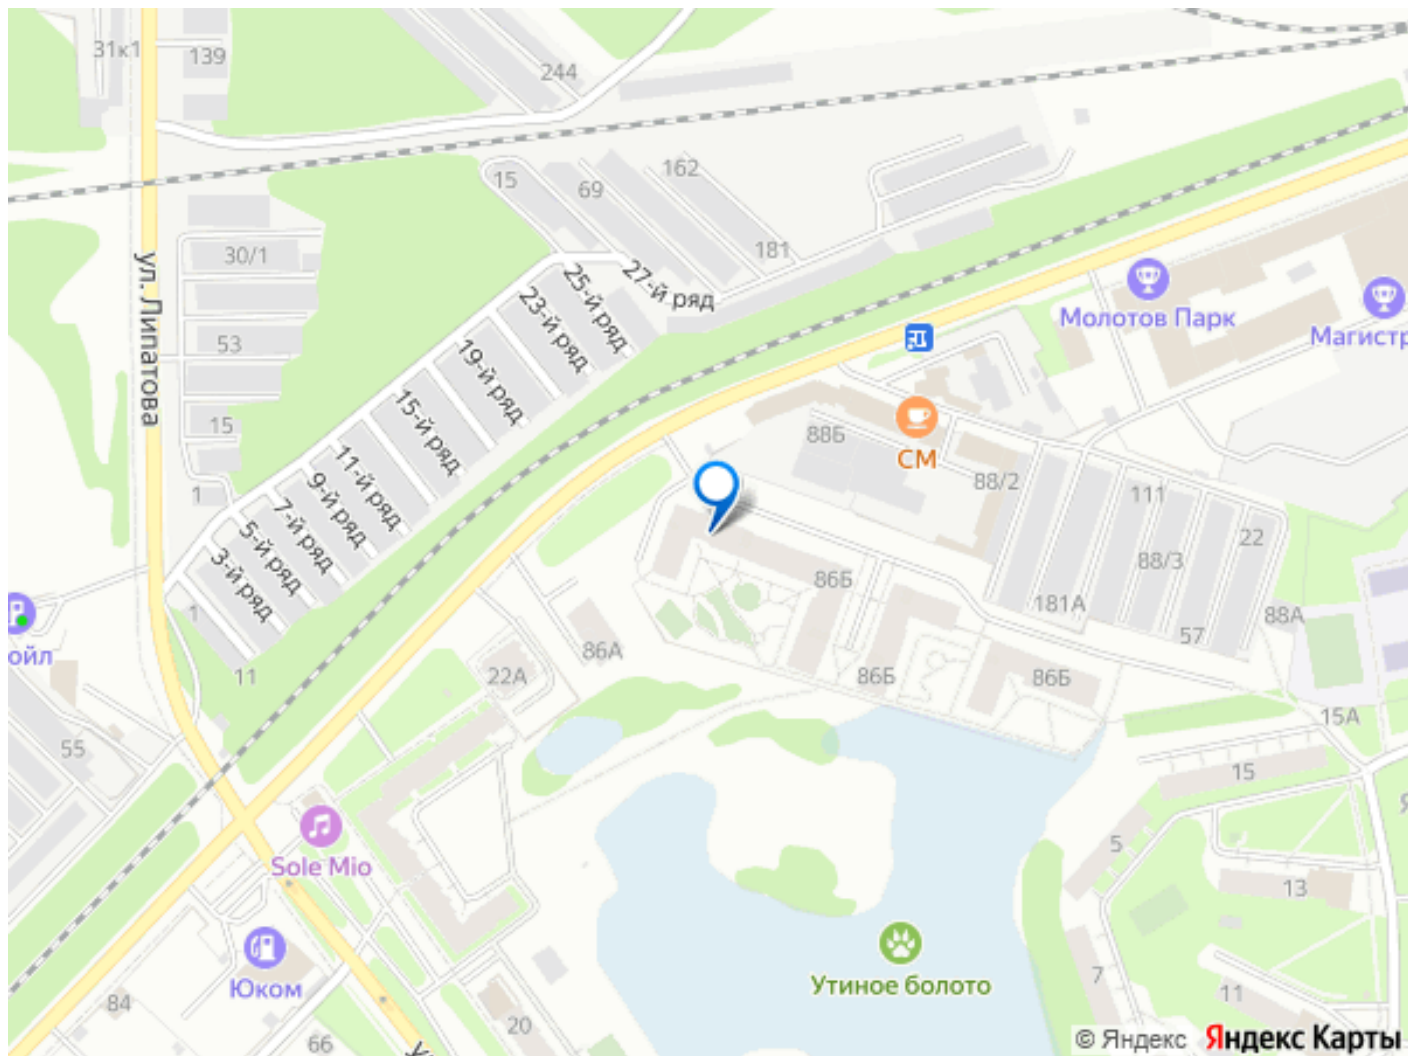 31к1
139
244
15
69
162
181
30/1
ул. Липатова
27-й ряд
25-й ряд
23-й ряд
19-й ряд
15-й ряд
11-й ряд
9-й ряд
7-й ряд
5-й ряд
3-й ряд
53
15
1
1
11
Молотов Парк
Магистр
СМ
88Б
88/2
111
22
88/3
181А
57
88А
86Б
86А
86Б
86Б
22А
ойл
55
15А
15
5
13
7
11
Sole Mio
Юком
84
66
20
у
Утиное болото
© Яндекс Яндекс Карты